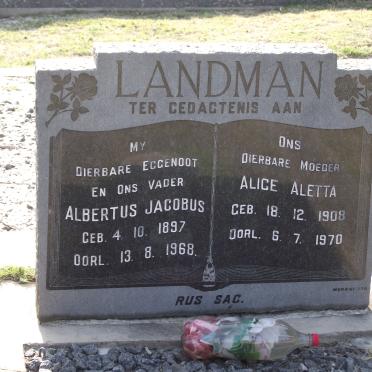 LANDMAN
TER GEDAGTENIS AAN
MY
DIERBARE EGGENOOT
EN ONS VADER
ALBERTUS JACOBUS
GEB. 4. 10. 1897
OORL. 13. 8. 1968.
ONS
DIERBARE MOEDER
ALICE ALETTA
GEB. 18. 12. 1908
OORL. 6. 7. 1970
RUS SAG.